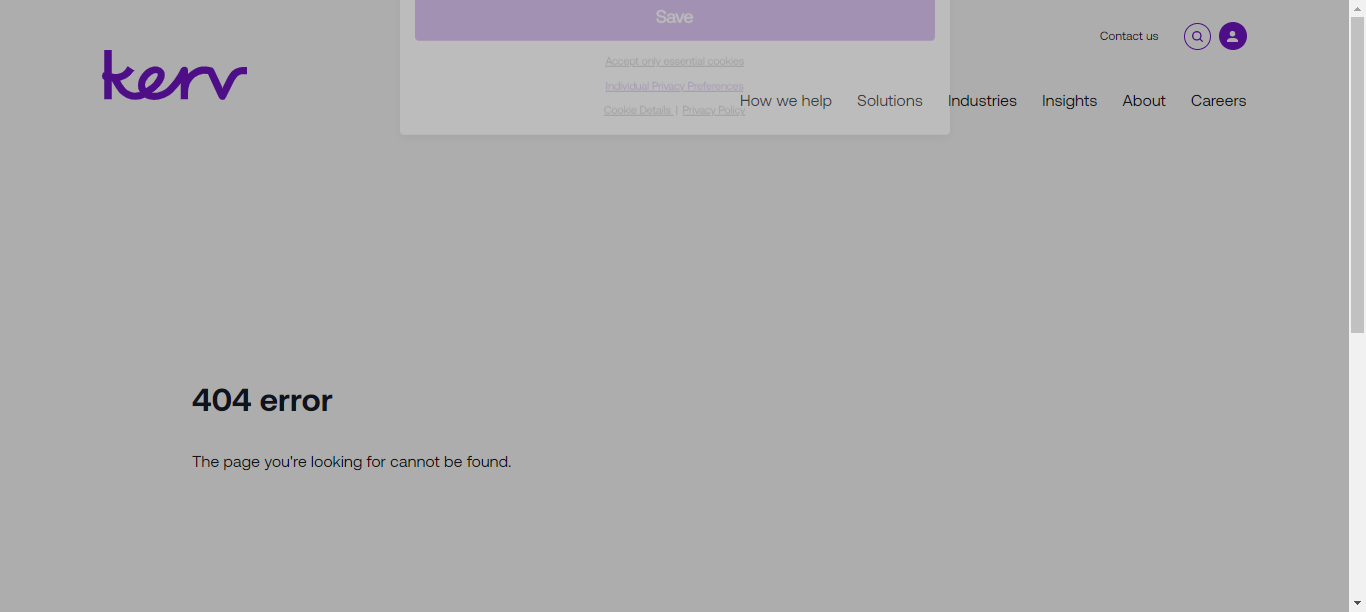 Save
Contact us
kerv
Accept only essential cookies
Individual Privacy Preferences
How we help Solutions Industries Insights About Careers
Cookie Details | Privacy Policy
404 error
The page you're looking for cannot be found.